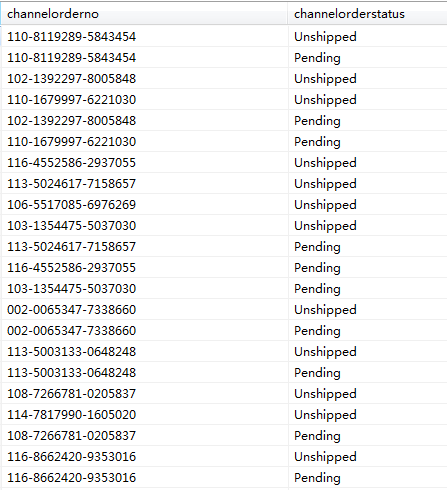 channelorderno channelorderstatus
110-8119289-5843454 Unshipped
110-8119289-5843454 Pending
102-1392297-8005848 Unshipped
110-1679997-6221030 Unshipped
102-1392297-8005848 Pending
110-1679997-6221030 Pending
116-4552586-2937055 Unshipped
113-5024617-7158657 Unshipped
106-5517085-6976269 Unshipped
103-1354475-5037030 Unshipped
113-5024617-7158657 Pending
116-4552586-2937055 Pending
103-1354475-5037030 Pending
002-0065347-7338660 Unshipped
002-0065347-7338660 Pending
113-5003133-0648248 Unshipped
113-5003133-0648248 Pending
108-7266781-0205837 Unshipped
114-7817990-1605020 Unshipped
108-7266781-0205837 Pending
116-8662420-9353016 Unshipped
116-8662420-9353016 Pending